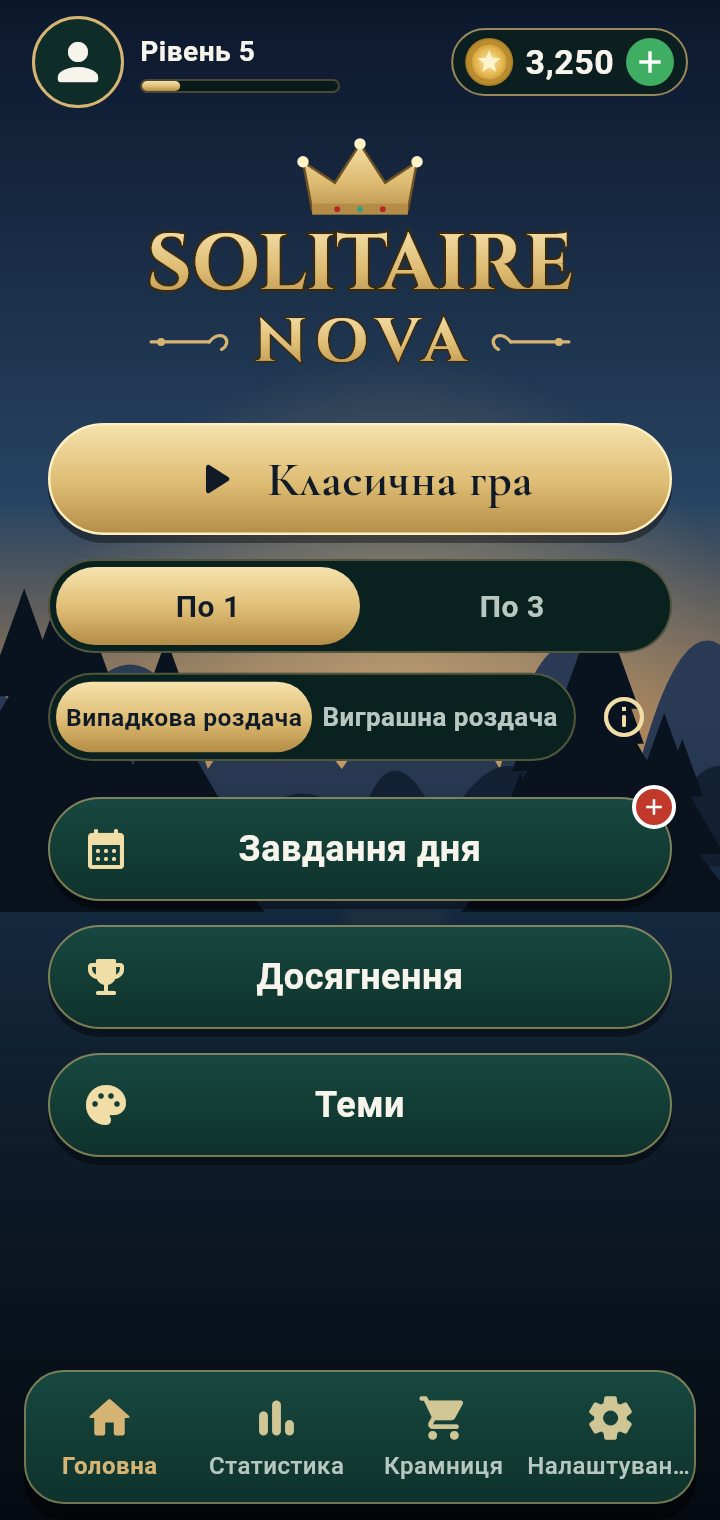 Рівень 5
3,250
SOLITAIRE
NOVA
Класична гра
По 1
По 3
Випадкова роздача
Виграшна роздача
Завдання дня
Досягнення
Теми
Головна
Статистика
Крамниця
Налаштуван…